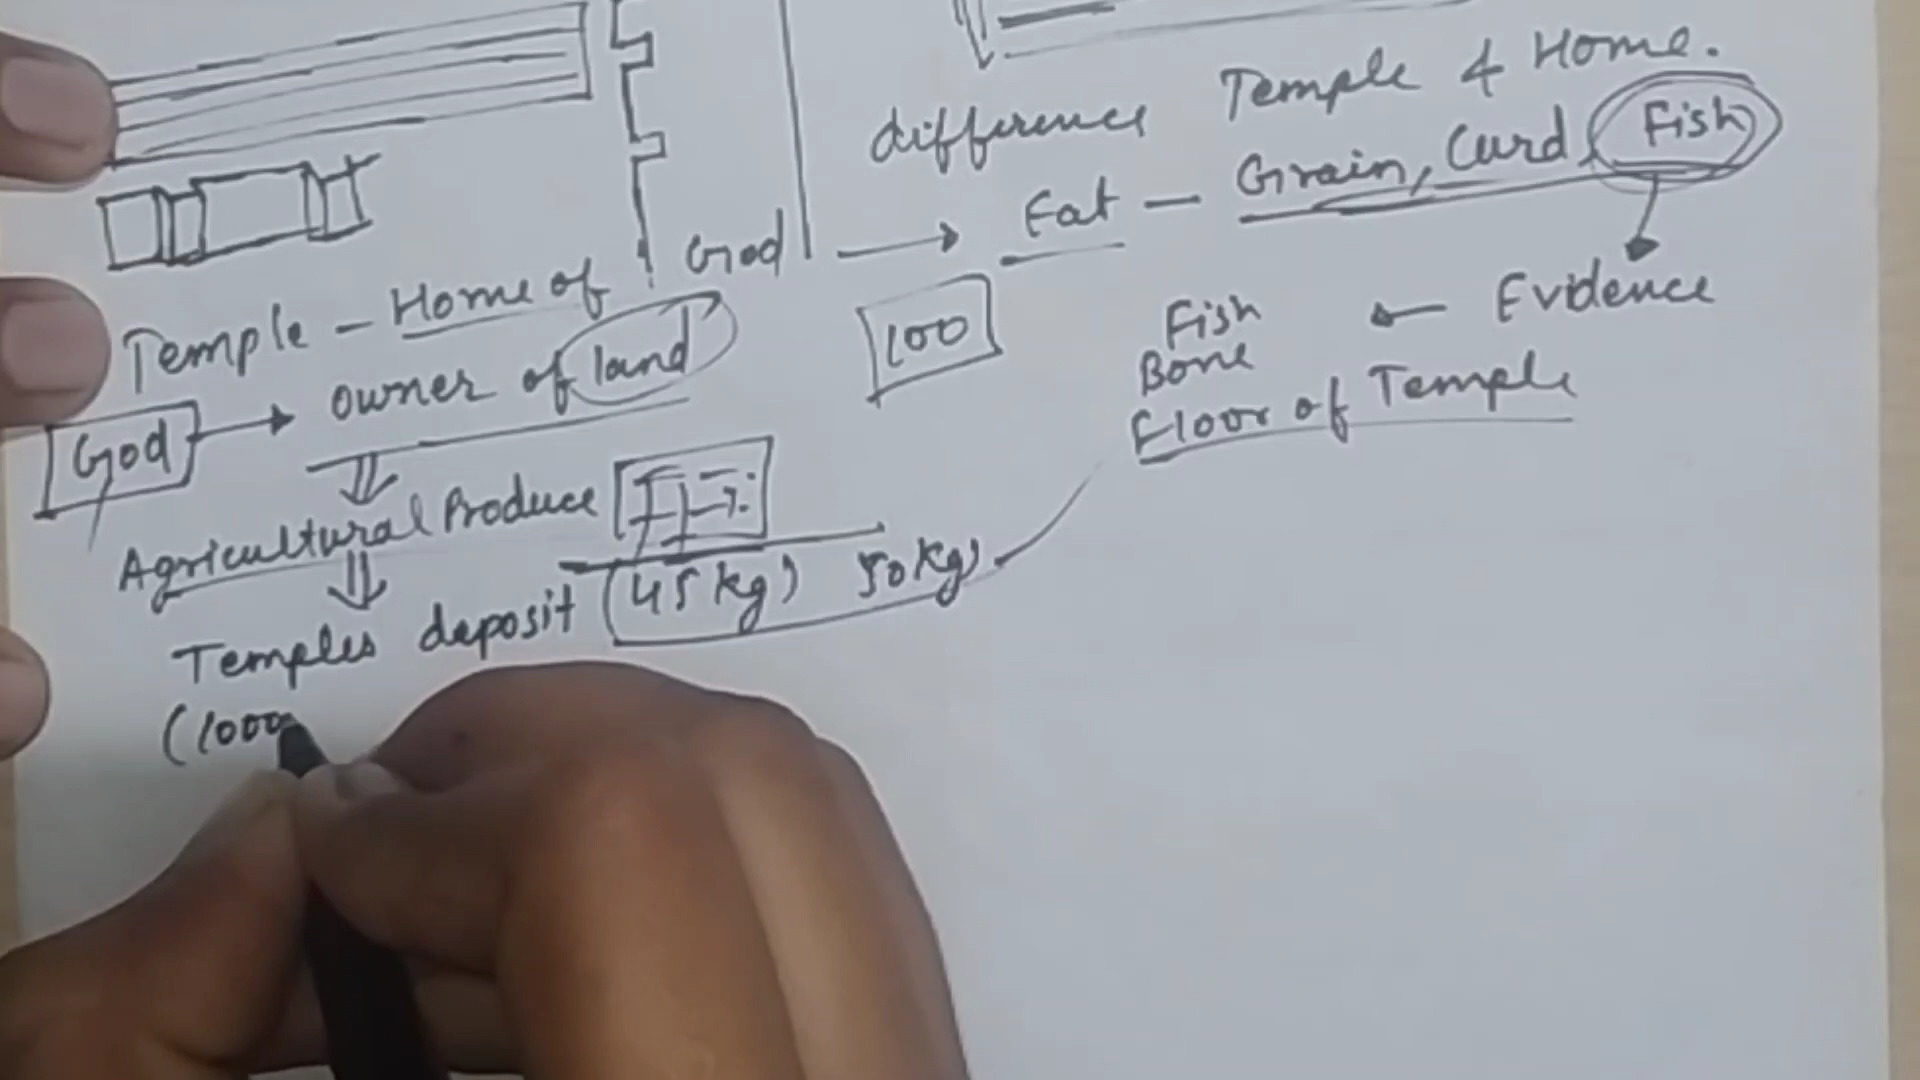 difference Temple & Home.
Eat - Grain, Curd, Fish
Evidence
Fish
Bone
Floor of Temple
100
Temple - Home of God
God
owner of land
Agricultural Produce
Temples deposit (45 kg) 50 kg)
(1000